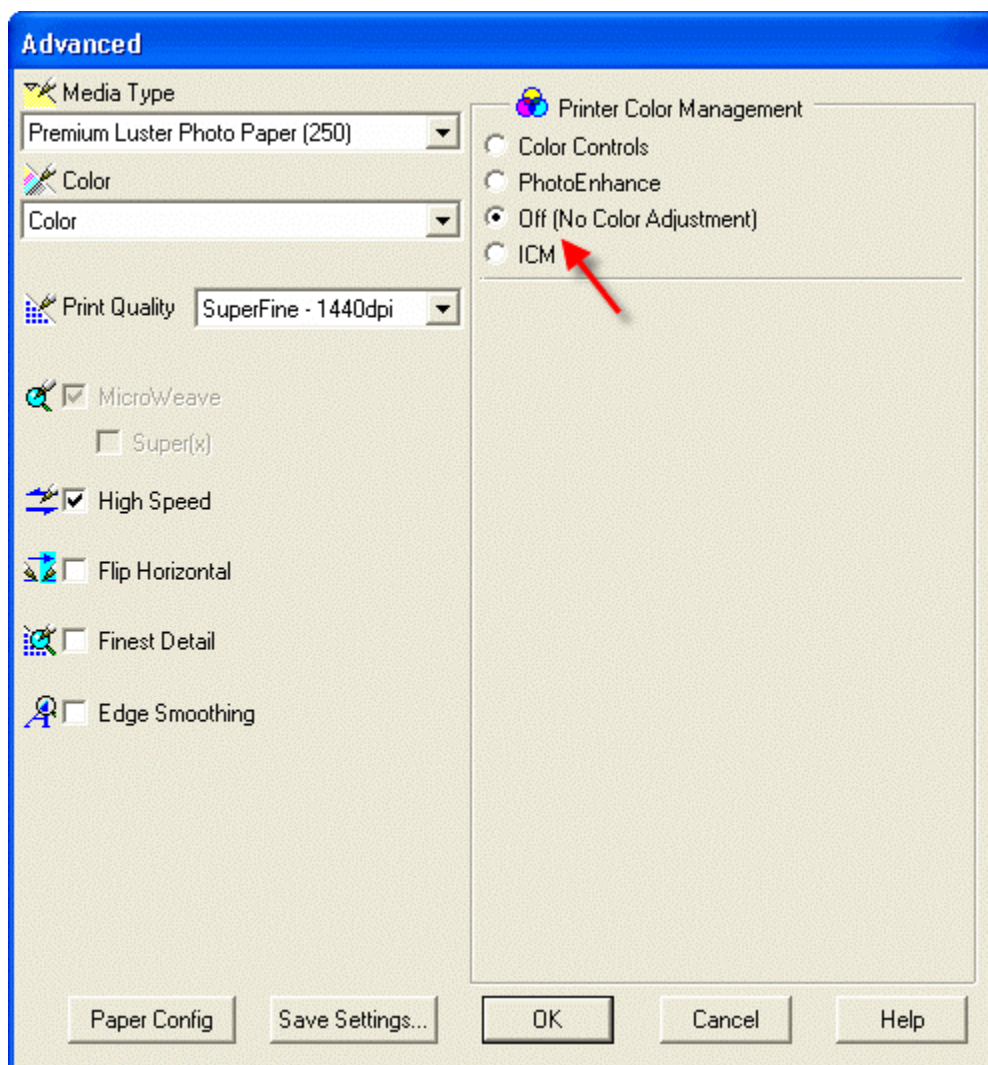 Advanced
Media Type
Premium Luster Photo Paper (250)
Color
Color
Print Quality SuperFine - 1440dpi
MicroWeave
Super(x)
High Speed
Flip Horizontal
Finest Detail
Edge Smoothing
Printer Color Management
Color Controls
PhotoEnhance
Off (No Color Adjustment)
ICM
Paper Config Save Settings... OK Cancel Help